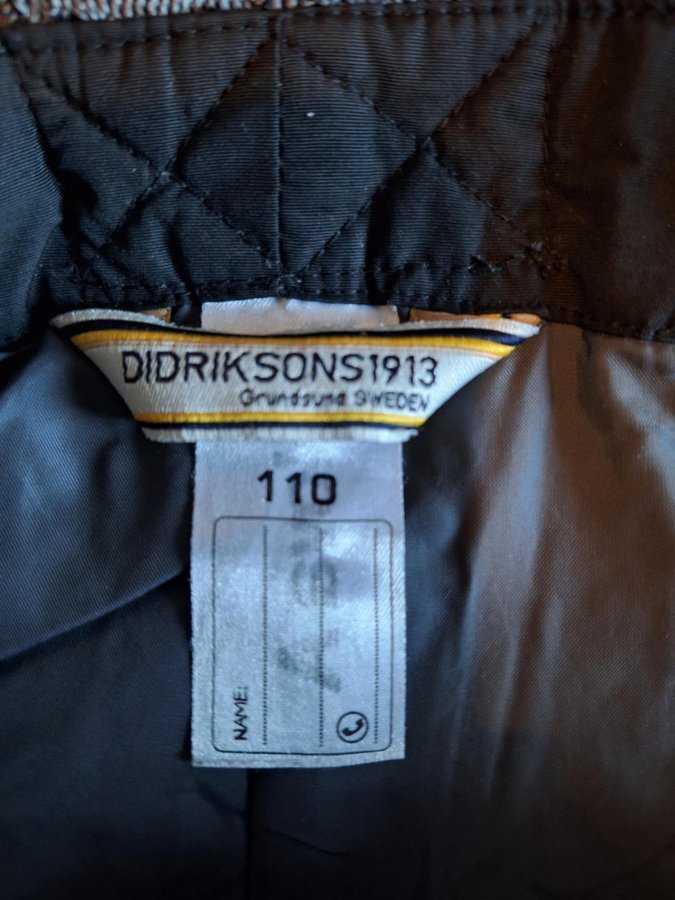 DIDRIKSONS1913
Grundsund SWEDEN
110
NAME: